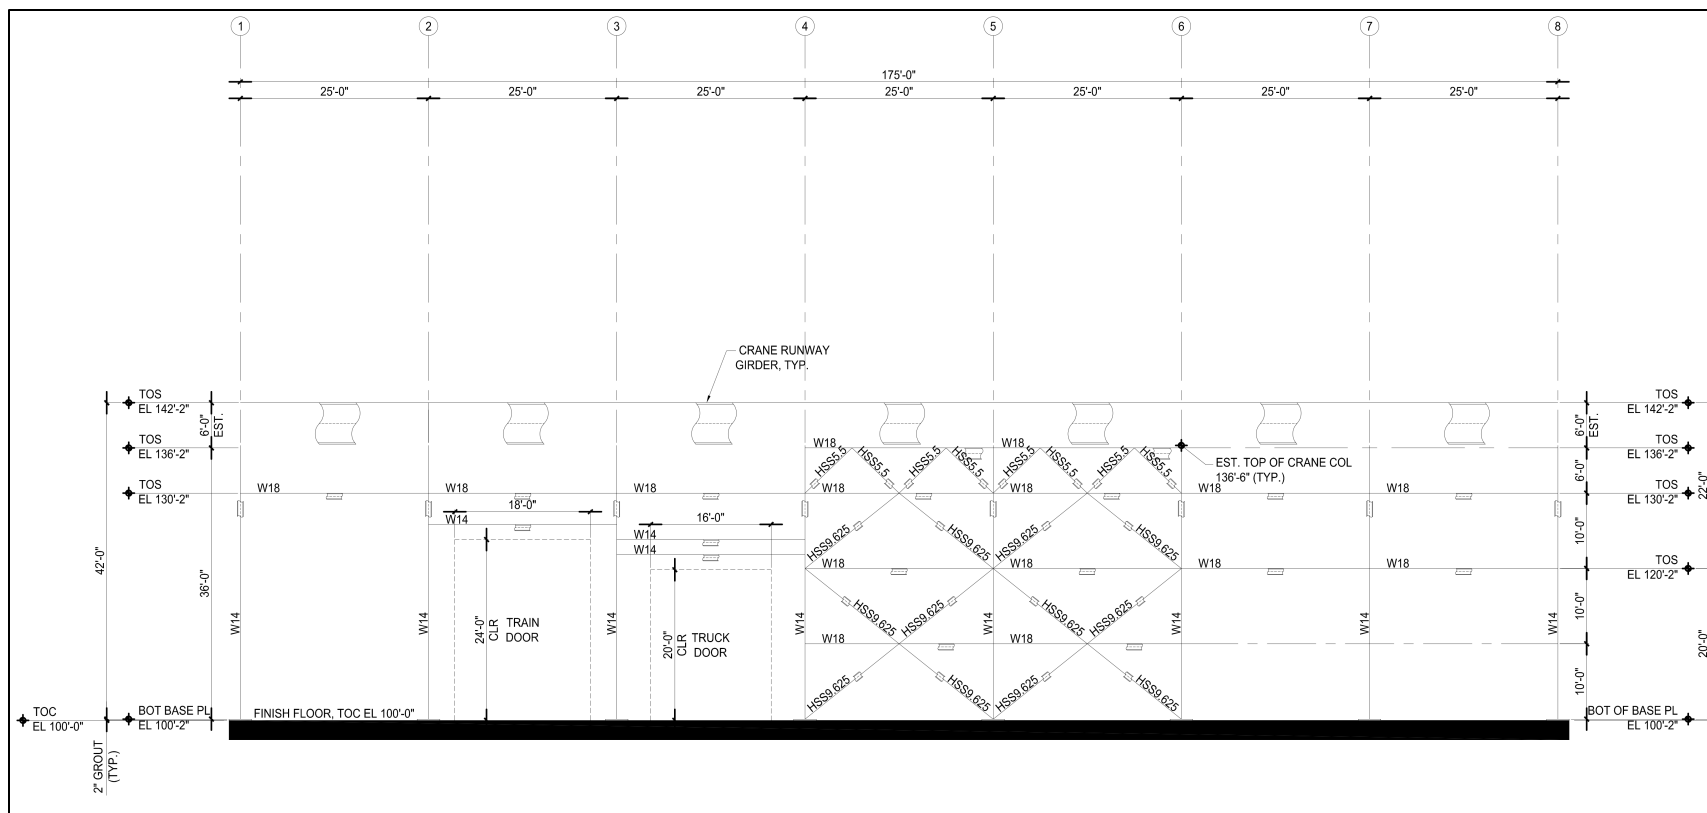 1 2 3 4 5 6 7 8
175'-0"
25'-0" 25'-0" 25'-0" 25'-0" 25'-0" 25'-0" 25'-0"
CRANE RUNWAY
GIRDER, TYP.
TOS
EL 142'-2"
6'-0"
EST.
TOS
EL 136'-2"
TOS
EL 130'-2"
42'-0"
36'-0"
TOC
EL 100'-0"
BOT BASE PL
EL 100'-2"
2" GROUT
(TYP.)
FINISH FLOOR, TOC EL 100'-0"
W18 W18
HSS5.5 HSS5.5 HSS5.5 HSS5.5 HSS5.5 HSS5.5 HSS5.5 HSS5.5
EST. TOP OF CRANE COL
136'-6" (TYP.)
W18 W18 W18 W18 W18 W18 W18
18'-0"
W14
16'-0"
W14
W14
HSS9.625 HSS9.625 HSS9.625 HSS9.625
W18 W18 W18 W18
HSS9.625 HSS9.625 HSS9.625 HSS9.625
W14 W14 W14 W14 W14 W14 W14 W14
24'-0"
CLR
TRAIN
DOOR
20'-0"
CLR
TRUCK
DOOR
W18 W18
HSS9.625 HSS9.625 HSS9.625 HSS9.625
TOS
EL 142'-2"
6'-0"
EST.
TOS
EL 136'-2"
6'-0"
TOS
EL 130'-2"
22'-0"
10'-0"
TOS
EL 120'-2"
10'-0"
20'-0"
10'-0"
BOT OF BASE PL
EL 100'-2"